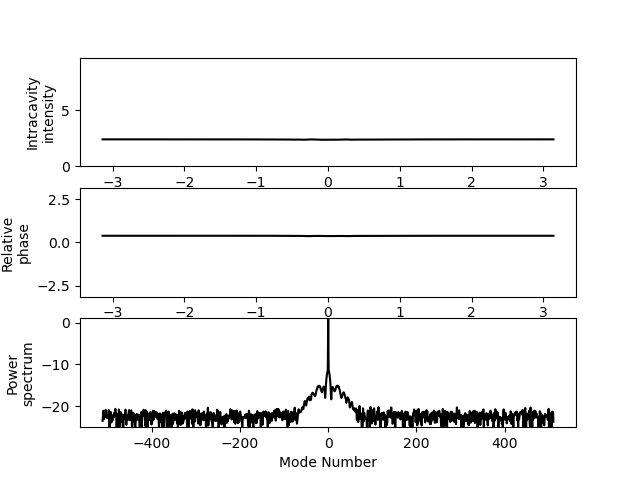 Intracavity
intensity
5
0
−3 −2 −1 0 1 2 3
Relative
phase
2.5
0.0
−2.5
−3 −2 −1 0 1 2 3
Power
spectrum
0
−10
−20
−400 −200 0 200 400
Mode Number